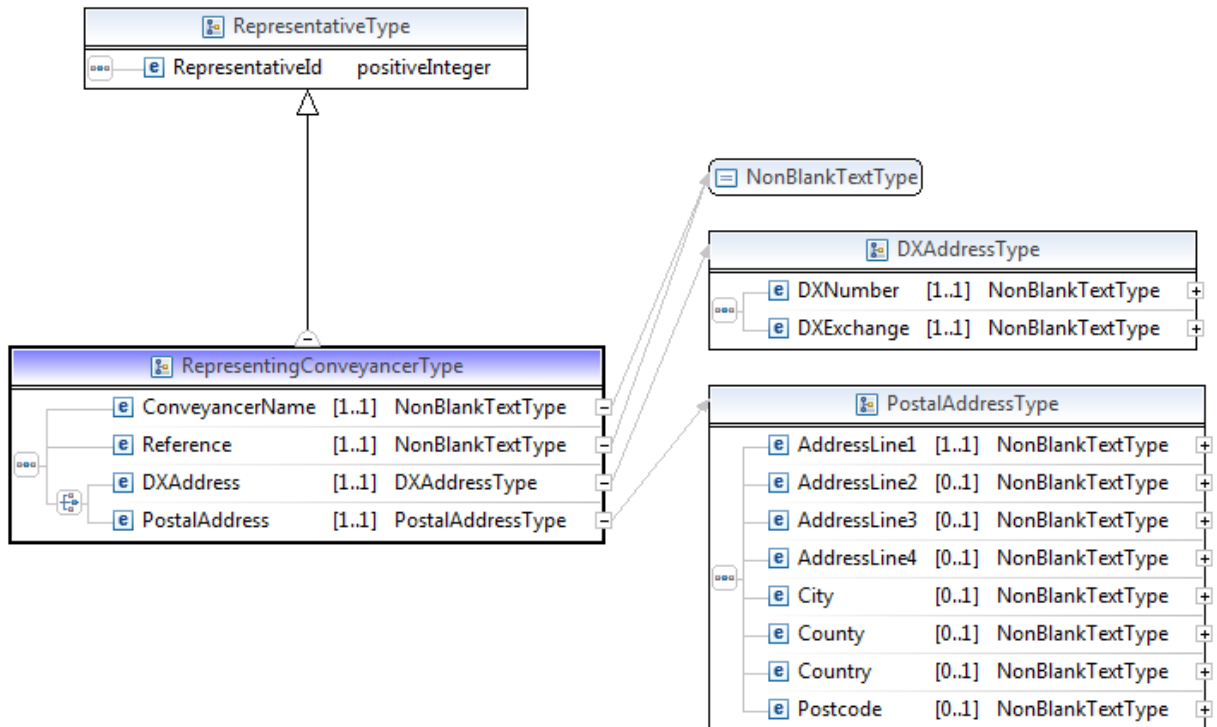 RepresentativeType
e RepresentativeId positiveInteger
NonBlankTextType
DXAddressType
e DXNumber [1..1] NonBlankTextType
e DXExchange [1..1] NonBlankTextType
RepresentingConveyancerType
e ConveyancerName [1..1] NonBlankTextType
e Reference [1..1] NonBlankTextType
e DXAddress [1..1] DXAddressType
e PostalAddress [1..1] PostalAddressType
PostalAddressType
e AddressLine1 [1..1] NonBlankTextType
e AddressLine2 [0..1] NonBlankTextType
e AddressLine3 [0..1] NonBlankTextType
e AddressLine4 [0..1] NonBlankTextType
e City [0..1] NonBlankTextType
e County [0..1] NonBlankTextType
e Country [0..1] NonBlankTextType
e Postcode [0..1] NonBlankTextType